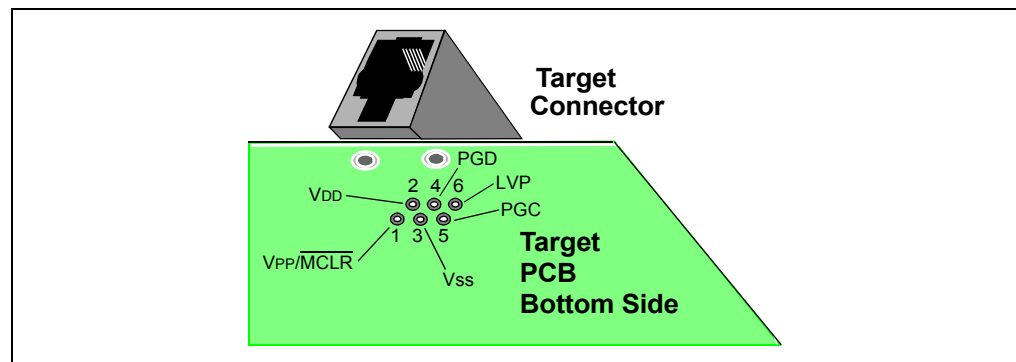 Target
Connector
PGD
2 4 6
LVP
VDD
PGC
1 3 5
VPP/MCLR
Vss
Target
PCB
Bottom Side